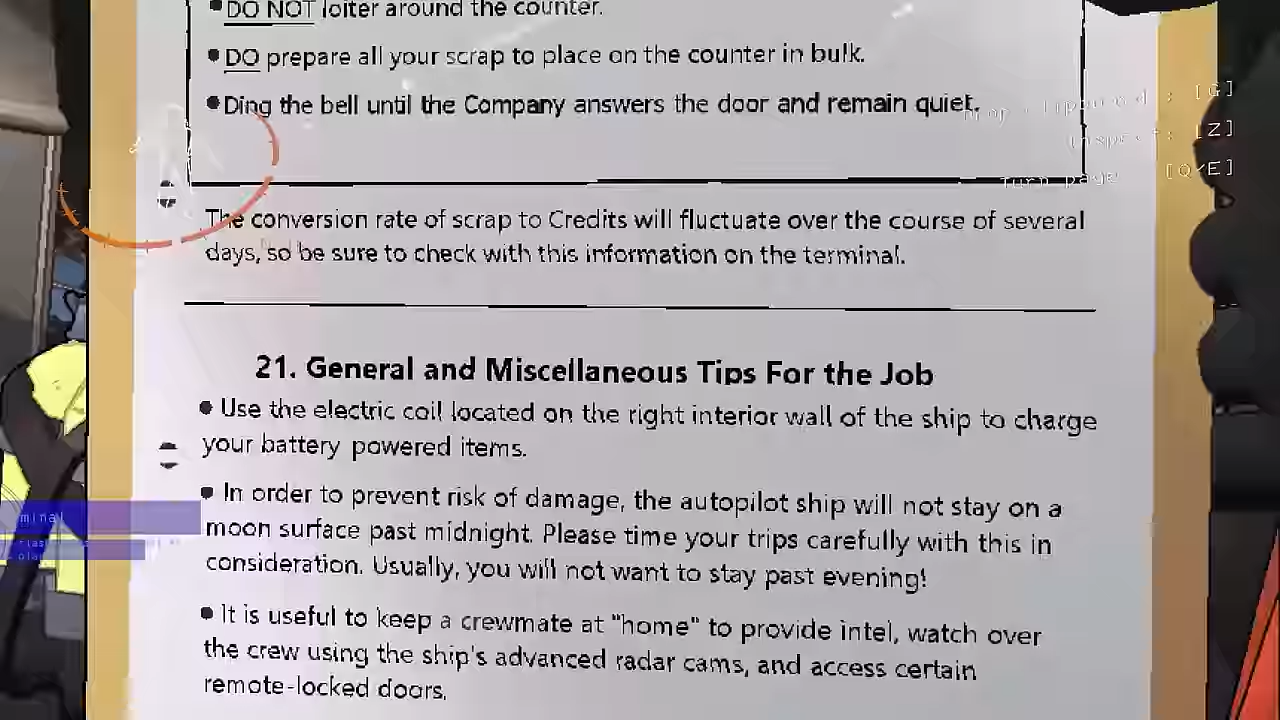 DO NOT loiter around the counter.
DO prepare all your scrap to place on the counter in bulk.
Ding the bell until the Company answers the door and remain quiet.
[G]
Inspect: [Z]
Turn page [Q/E]
The conversion rate of scrap to Credits will fluctuate over the course of several
days, so be sure to check with this information on the terminal.
21. General and Miscellaneous Tips For the Job
Use the electric coil located on the right interior wall of the ship to charge
your battery powered items.
In order to prevent risk of damage, the autopilot ship will not stay on a
moon surface past midnight. Please time your trips carefully with this in
consideration. Usually, you will not want to stay past evening!
It is useful to keep a crewmate at "home" to provide intel, watch over
the crew using the ship's advanced radar cams, and access certain
remote-locked doors.